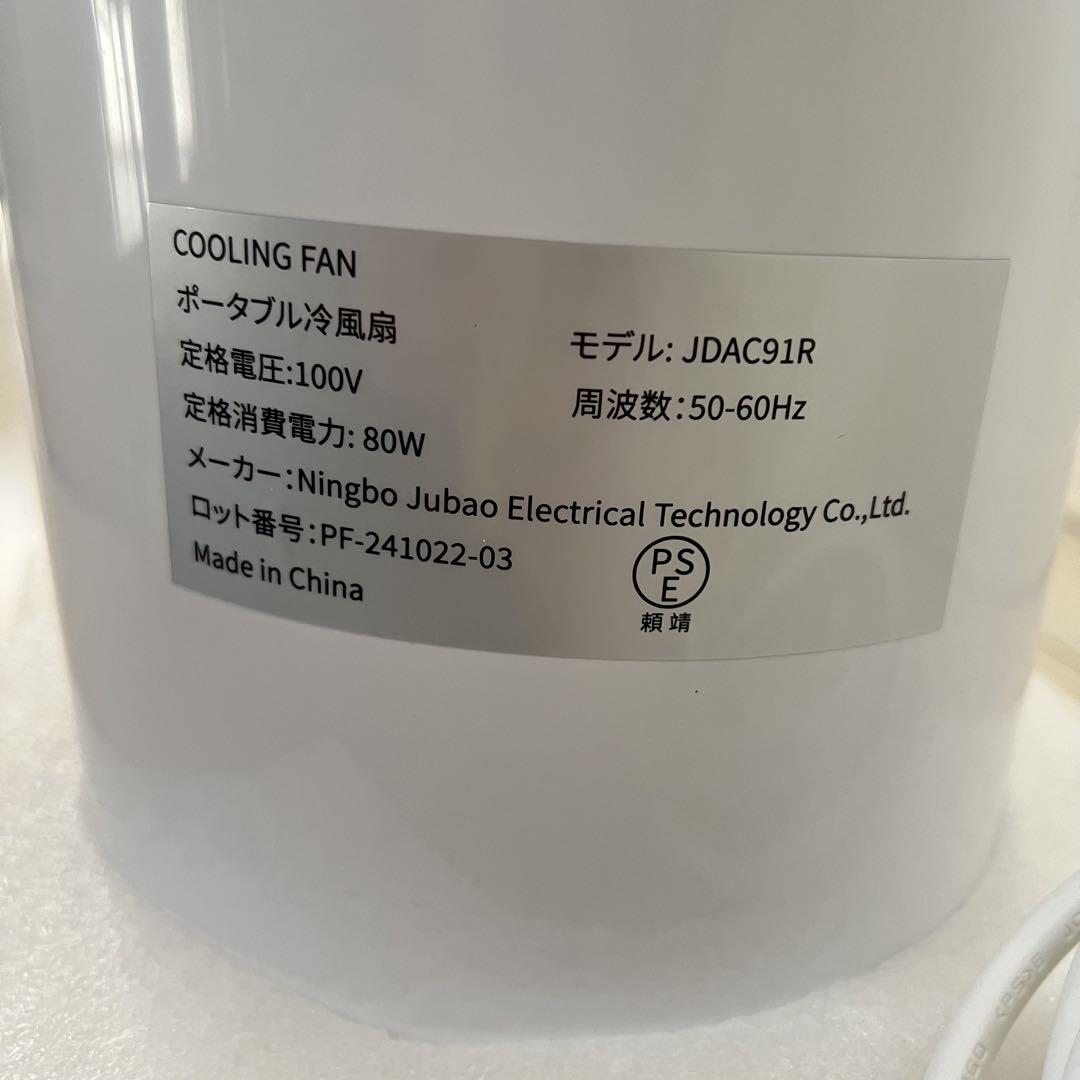 COOLING FAN
ポータブル冷風扇
モデル: JDAC91R
定格電圧:100V
周波数:50-60Hz
定格消費電力: 80W
メーカー:Ningbo Jubao Electrical Technology Co.,Ltd.
ロット番号:PF-241022-03
Made in China
PSE
頼靖